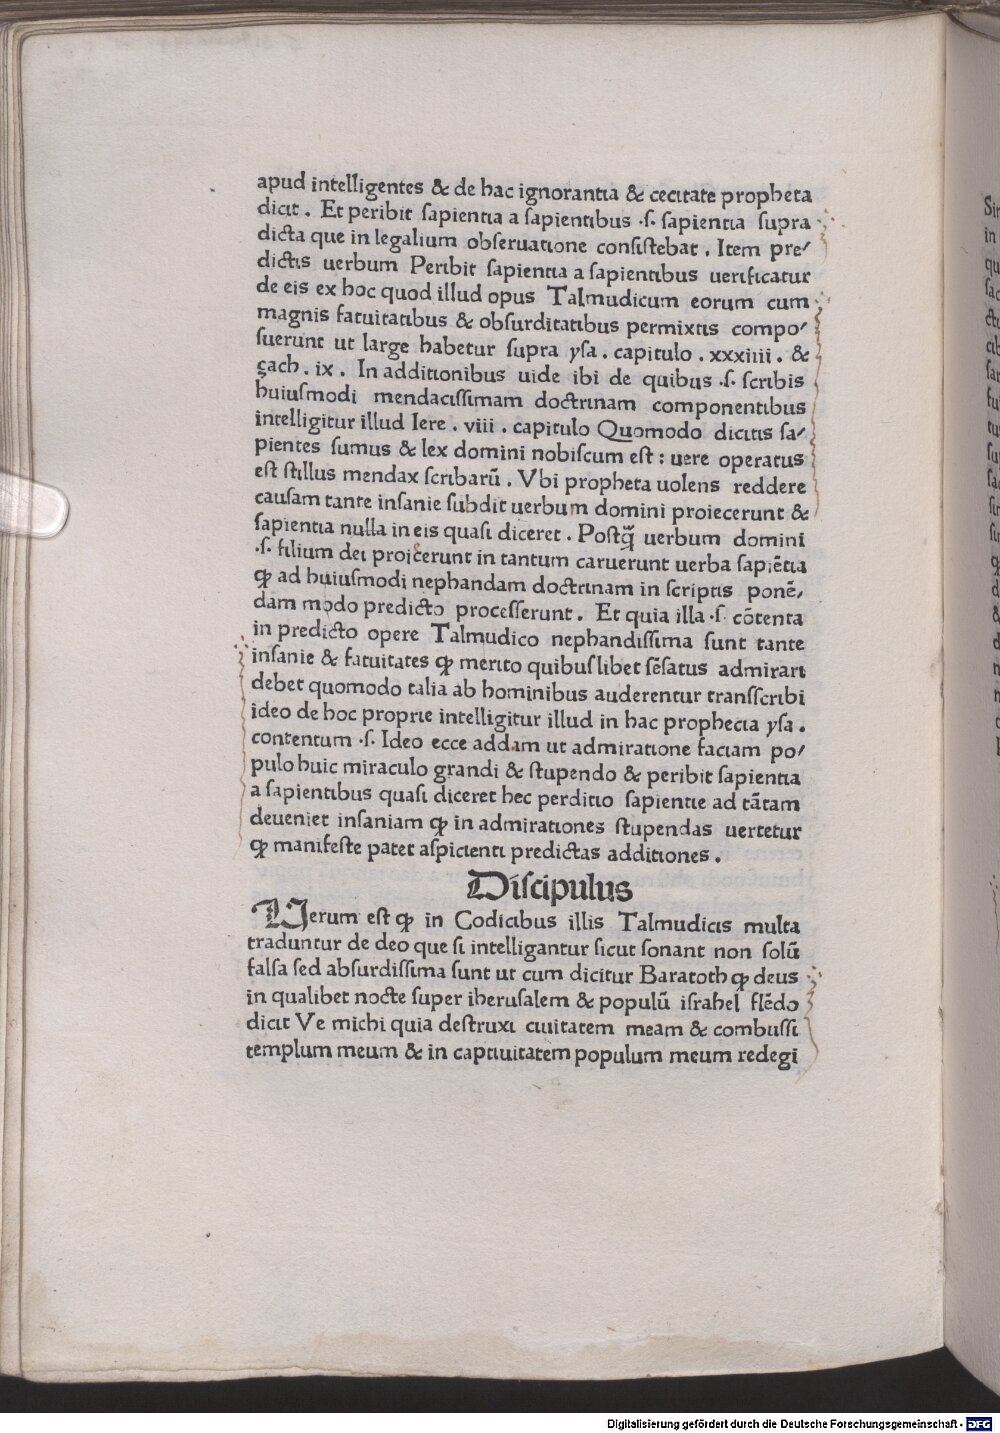 apud intelligentes & de hac ignorantia & cecitate propheta
dicit . Et peribit ſapientia a ſapientibus .ſ. ſapientia ſupra
dicta que in legalium obſeruatione conſiſtebat . Item pre/
dictis uerbum Peribit ſapientia a ſapientibus uerificatur
de eis ex hoc quod illud opus Talmudicum eorum cum
magnis fatuitatibus & obſurditatibus permixtis compo/
ſuerunt ut large habetur ſupra yſa . capitulo . xxxiiii . &
çach . ix . In additionibus uide ibi de quibus .ſ. ſcribis
huiuſmodi mendaciſſimam doctrinam componentibus
intelligitur illud Iere . viii . capitulo Quomodo dicitis ſa/
pientes ſumus & lex domini nobiſcum eſt : uere operatus
eſt ſtillus mendax ſcribarū . Vbi propheta uolens reddere
cauſam tante inſanie ſubdit uerbum domini proiecerunt &
ſapientia nulla in eis quaſi diceret . Poſtq̄ uerbum domini
.ſ. filium dei proiecerunt in tantum caruerunt uerba ſapiētia
ꝙ ad huiuſmodi nephandam doctrinam in ſcriptis ponē/
dam modo predicto proceſſerunt . Et quia illa .ſ. cōtenta
in predicto opere Talmudico nephandiſſima ſunt tante
inſanie & fatuitates ꝙ merito quibuſlibet ſēſatus admirari
debet quomodo talia ab hominibus auderentur tranſſcribi
ideo de hoc proprie intelligitur illud in hac prophecia yſa .
contentum .ſ. Ideo ecce addam ut admiratione faciam po/
pulo huic miraculo grandi & ſtupendo & peribit ſapientia
a ſapientibus quaſi diceret hec perditio ſapientie ad tātam
deueniet inſaniam ꝙ in admirationes ſtupendas uertetur
ꝙ manifeſte patet aſpicienti predictas additiones .
Diſcipulus
Verum eſt ꝙ in Codicibus illis Talmudicis multa
traduntur de deo que ſi intelligantur ſicut ſonant non ſolū
falſa ſed abſurdiſſima ſunt ut cum dicitur Baratoth ꝙ deus
in qualibet nocte ſuper iheruſalem & populū iſrahel flēdo
dicit Ve michi quia deſtruxi ciuitatem meam & combuſſi
templum meum & in captiuitatem populum meum redegi
Digitalisierung gefördert durch die Deutsche Forschungsgemeinschaft - DFG